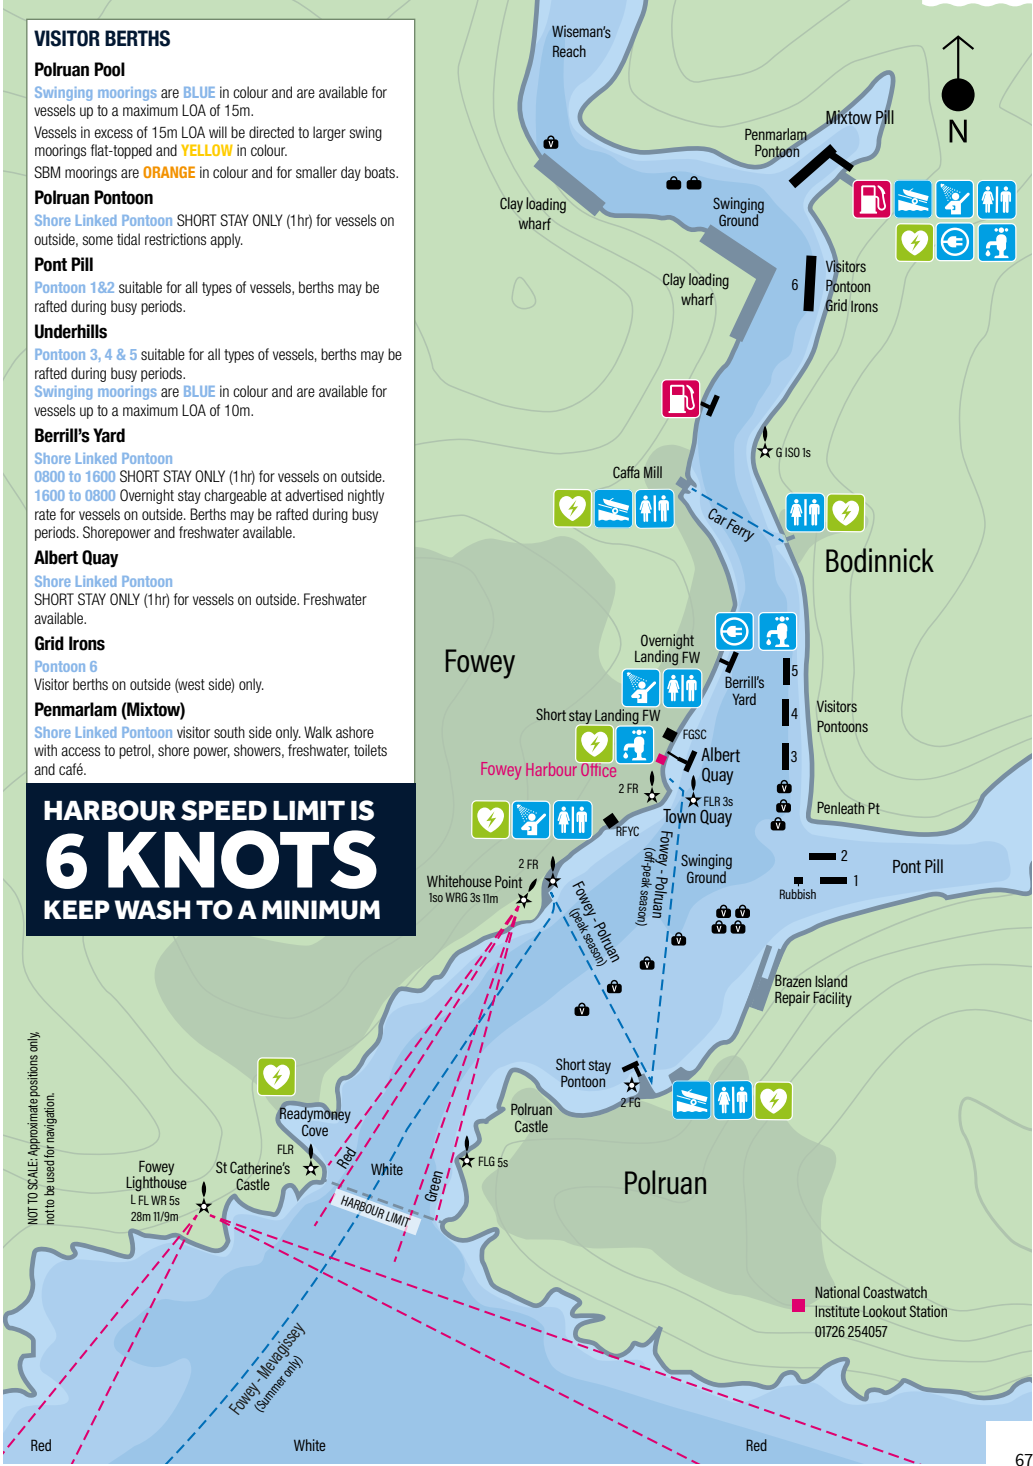 VISITOR BERTHS
Polruan Pool
Swinging moorings are BLUE in colour and are available for
vessels up to a maximum LOA of 15m.
Vessels in excess of 15m LOA will be directed to larger swing
moorings flat-topped and YELLOW in colour.
SBM moorings are ORANGE in colour and for smaller day boats.
Polruan Pontoon
Shore Linked Pontoon SHORT STAY ONLY (1hr) for vessels on
outside, some tidal restrictions apply.
Pont Pill
Pontoon 1&2 suitable for all types of vessels, berths may be
rafted during busy periods.
Underhills
Pontoon 3, 4 & 5 suitable for all types of vessels, berths may be
rafted during busy periods.
Swinging moorings are BLUE in colour and are available for
vessels up to a maximum LOA of 10m.
Berrill's Yard
Shore Linked Pontoon
0800 to 1600 SHORT STAY ONLY (1hr) for vessels on outside.
1600 to 0800 Overnight stay chargeable at advertised nightly
rate for vessels on outside. Berths may be rafted during busy
periods. Shorepower and freshwater available.
Albert Quay
Shore Linked Pontoon
SHORT STAY ONLY (1hr) for vessels on outside. Freshwater
available.
Grid Irons
Pontoon 6
Visitor berths on outside (west side) only.
Penmarlam (Mixtow)
Shore Linked Pontoon visitor south side only. Walk ashore
with access to petrol, shore power, showers, freshwater, toilets
and café.
HARBOUR SPEED LIMIT IS
6 KNOTS
KEEP WASH TO A MINIMUM
Wiseman's
Reach
N
Mixtow Pill
Penmarlam
Pontoon
V
Clay loading
wharf
Swinging
Ground
Clay loading
wharf
6
Visitors
Pontoon
Grid Irons
G ISO 1s
Caffa Mill
Car Ferry
Bodinnick
Fowey
Overnight
Landing FW
Berrill's
Yard
5
4
3
Visitors
Pontoons
Short stay Landing FW
FGSC
Fowey Harbour Office
Albert
Quay
2 FR
FLR 3s
Town Quay
V
V
V
Penleath Pt
RFYC
2 FR
Whitehouse Point
1so WRG 3s 11m
Fowey - Polruan
(peak season)
Fowey - Polruan
(off-peak season)
Swinging
Ground
2
1
Rubbish
Pont Pill
V
V
V
V
V
V
V
V
Brazen Island
Repair Facility
Short stay
Pontoon
2 FG
Polruan
Castle
Polruan
Readymoney
Cove
FLR
St Catherine's
Castle
Fowey
Lighthouse
L FL WR 5s
28m 11/9m
Red
White
Green
FLG 5s
HARBOUR LIMIT
NOT TO SCALE: Approximate positions only,
not to be used for navigation.
National Coastwatch
Institute Lookout Station
01726 254057
Fowey - Mevagissey
(Summer only)
Red
White
Red
67